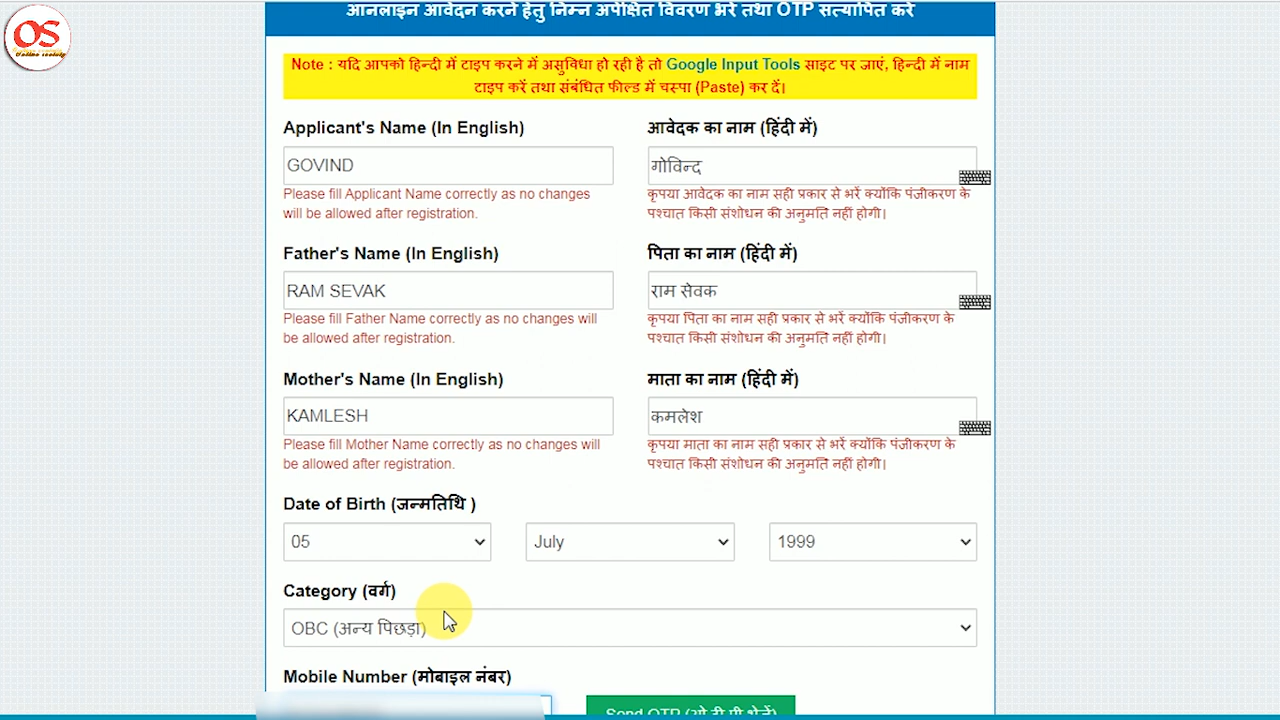 OS
Online society
आनलाइन आवेदन करने हेतु निम्न अपेक्षित विवरण भरे तथा OTP सत्यापित करे
Note : यदि आपको हिन्दी में टाइप करने में असुविधा हो रही है तो Google Input Tools साइट पर जाएं, हिन्दी में नाम
टाइप करें तथा संबंधित फील्ड में चस्पा (Paste) कर दें।
Applicant's Name (In English) आवेदक का नाम (हिंदी में)
GOVIND गोविन्द
Please fill Applicant Name correctly as no changes कृपया आवेदक का नाम सही प्रकार से भरें क्योंकि पंजीकरण के
will be allowed after registration. पश्चात किसी संशोधन की अनुमति नहीं होगी।
Father's Name (In English) पिता का नाम (हिंदी में)
RAM SEVAK राम सेवक
Please fill Father Name correctly as no changes will कृपया पिता का नाम सही प्रकार से भरें क्योंकि पंजीकरण के
be allowed after registration. पश्चात किसी संशोधन की अनुमति नहीं होगी।
Mother's Name (In English) माता का नाम (हिंदी में)
KAMLESH कमलेश
Please fill Mother Name correctly as no changes will कृपया माता का नाम सही प्रकार से भरें क्योंकि पंजीकरण के
be allowed after registration. पश्चात किसी संशोधन की अनुमति नहीं होगी।
Date of Birth (जन्मतिथि )
05 July 1999
Category (वर्ग)
OBC (अन्य पिछड़ा)
Mobile Number (मोबाइल नंबर)
Send OTP (ओ टी पी भेजें)